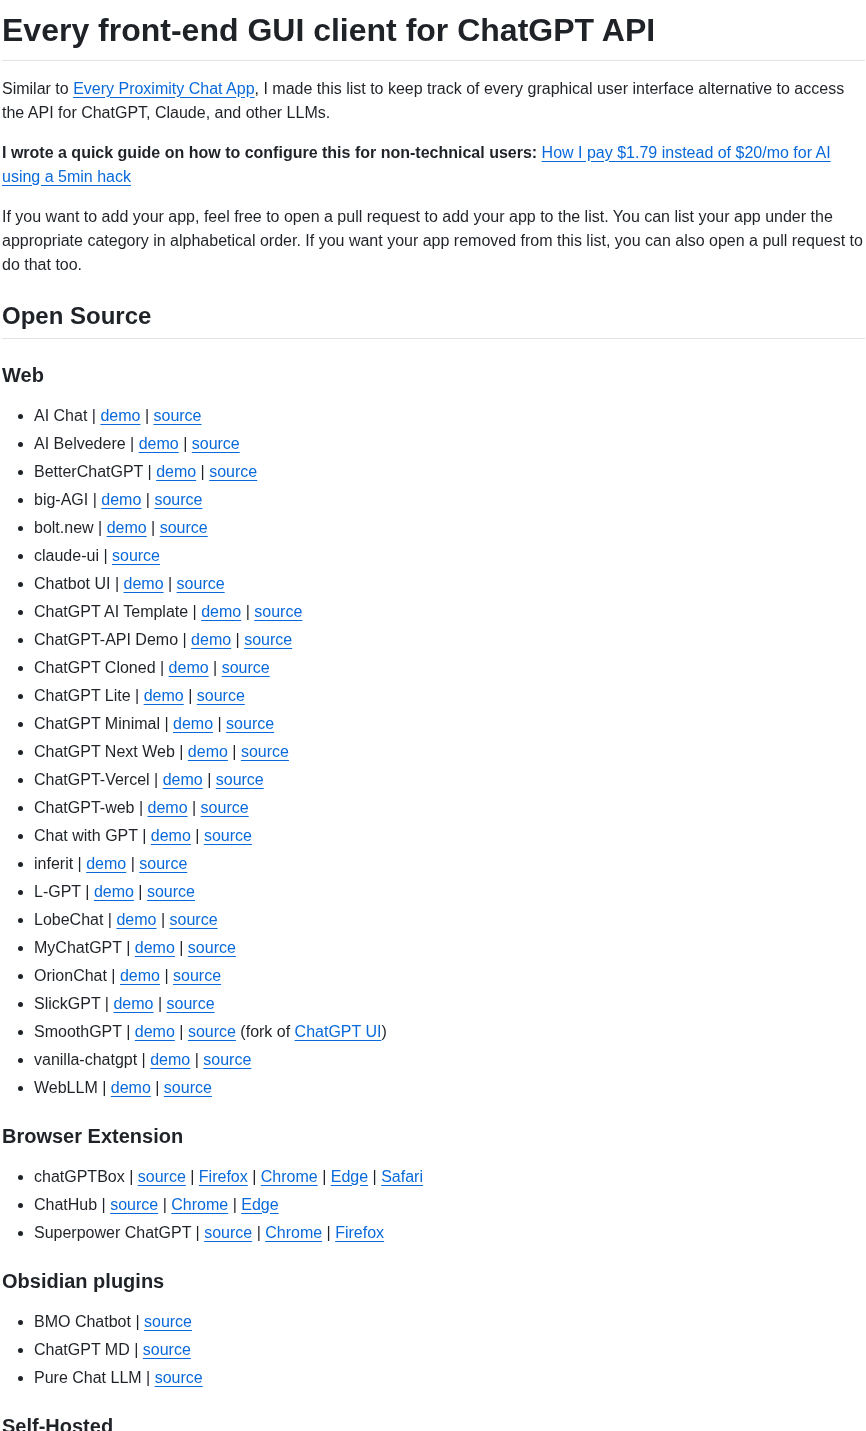 Every front-end GUI client for ChatGPT API
Similar to Every Proximity Chat App, I made this list to keep track of every graphical user interface alternative to access
the API for ChatGPT, Claude, and other LLMs.
I wrote a quick guide on how to configure this for non-technical users: How I pay $1.79 instead of $20/mo for AI
using a 5min hack
If you want to add your app, feel free to open a pull request to add your app to the list. You can list your app under the
appropriate category in alphabetical order. If you want your app removed from this list, you can also open a pull request to
do that too.
Open Source
Web
• AI Chat | demo | source
• AI Belvedere | demo | source
• BetterChatGPT | demo | source
• big-AGI | demo | source
• bolt.new | demo | source
• claude-ui | source
• Chatbot UI | demo | source
• ChatGPT AI Template | demo | source
• ChatGPT-API Demo | demo | source
• ChatGPT Cloned | demo | source
• ChatGPT Lite | demo | source
• ChatGPT Minimal | demo | source
• ChatGPT Next Web | demo | source
• ChatGPT-Vercel | demo | source
• ChatGPT-web | demo | source
• Chat with GPT | demo | source
• inferit | demo | source
• L-GPT | demo | source
• LobeChat | demo | source
• MyChatGPT | demo | source
• OrionChat | demo | source
• SlickGPT | demo | source
• SmoothGPT | demo | source (fork of ChatGPT UI)
• vanilla-chatgpt | demo | source
• WebLLM | demo | source
Browser Extension
• chatGPTBox | source | Firefox | Chrome | Edge | Safari
• ChatHub | source | Chrome | Edge
• Superpower ChatGPT | source | Chrome | Firefox
Obsidian plugins
• BMO Chatbot | source
• ChatGPT MD | source
• Pure Chat LLM | source
Self-Hosted